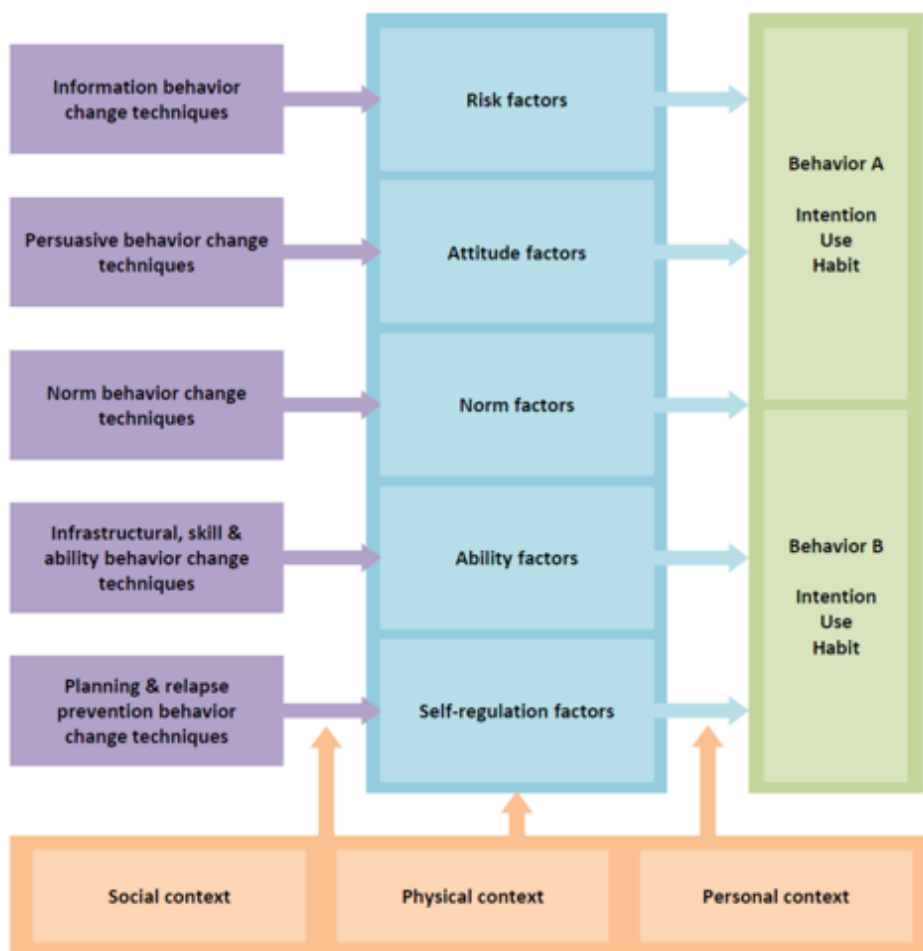 Information behavior
change techniques
Risk factors
Persuasive behavior change
techniques
Attitude factors
Norm behavior change
techniques
Norm factors
Infrastructural, skill &
ability behavior change
techniques
Ability factors
Planning & relapse
prevention behavior
change techniques
Self-regulation factors
Behavior A
Intention
Use
Habit
Behavior B
Intention
Use
Habit
Social context
Physical context
Personal context